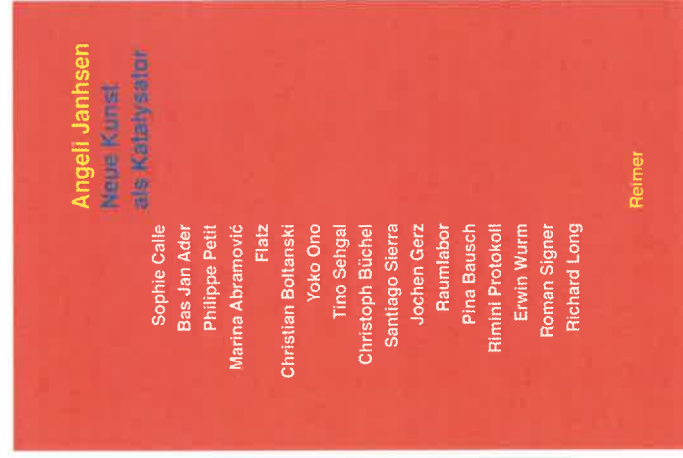 Angeli Janhsen
Neue Kunst
als Katalysator
Sophie Calle
Bas Jan Ader
Philippe Petit
Marina Abramović
Flatz
Christian Boltanski
Yoko Ono
Tino Sehgal
Christoph Büchel
Santiago Sierra
Jochen Gerz
Raumlabor
Pina Bausch
Rimini Protokoll
Erwin Wurm
Roman Signer
Richard Long
Reimer